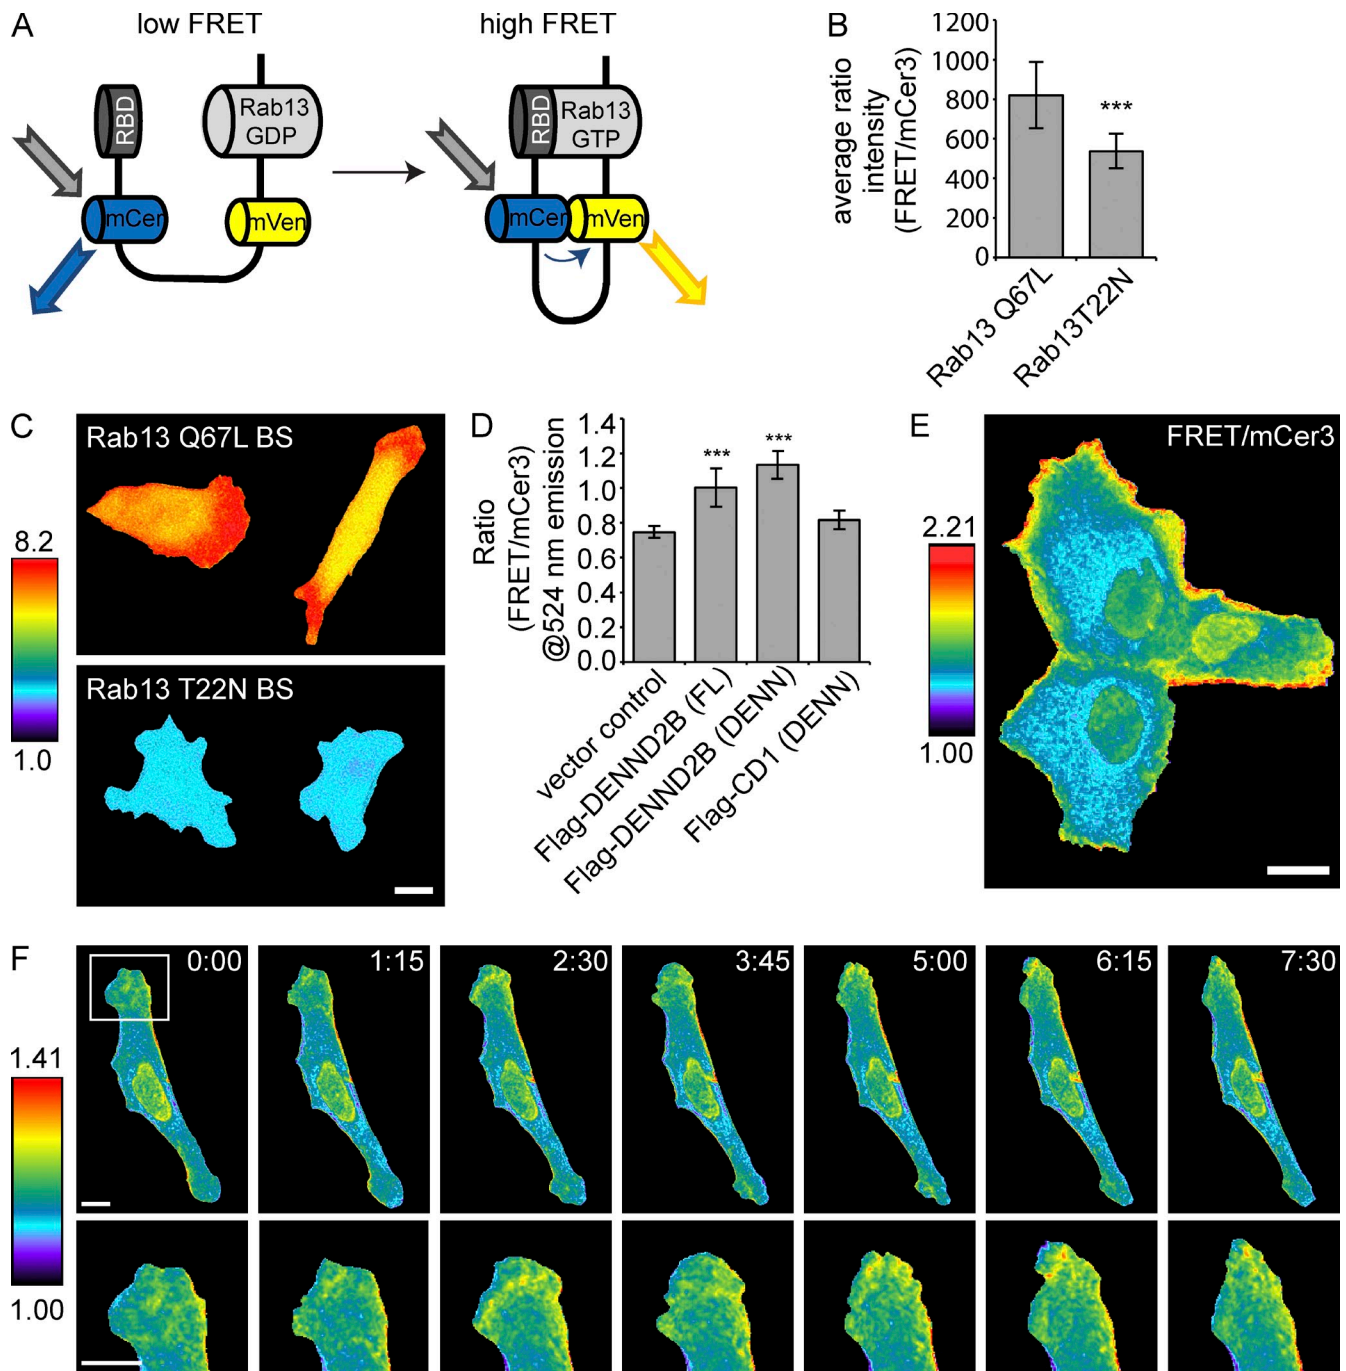 A
low FRET
high FRET
RBD
Rab13
GDP
mCer
mVen
RBD
Rab13
GTP
mCer
mVen
B
average ratio
intensity
(FRET/mCer3)
1200
1000
800
600
400
200
0
***
Rab13 Q67L
Rab13T22N
C
Rab13 Q67L BS
8.2
1.0
Rab13 T22N BS
D
Ratio
(FRET/mCer3)
@524 nm emission
1.4
1.2
1.0
0.8
0.6
0.4
0.2
0.0
***
***
vector control
Flag-DENND2B (FL)
Flag-DENND2B (DENN)
Flag-CD1 (DENN)
E
FRET/mCer3
2.21
1.00
F
0:00
1:15
2:30
3:45
5:00
6:15
7:30
1.41
1.00